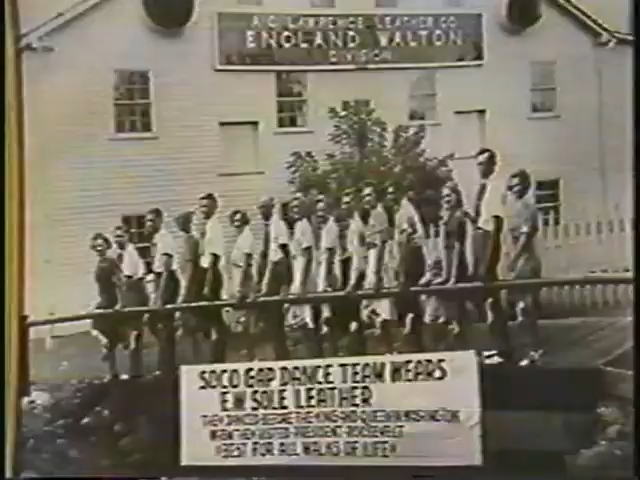 A.C. LAWRENCE LEATHER CO.
ENGLAND WALTON
DIVISION
SOCO GAP DANCE TEAM WEARS
E.W. SOLE LEATHER
THEY DANCED BEFORE THE KING AND QUEEN IN WASHINGTON
WHEN THEY VISITED PRESIDENT ROOSEVELT
"BEST FOR ALL WALKS OF LIFE"